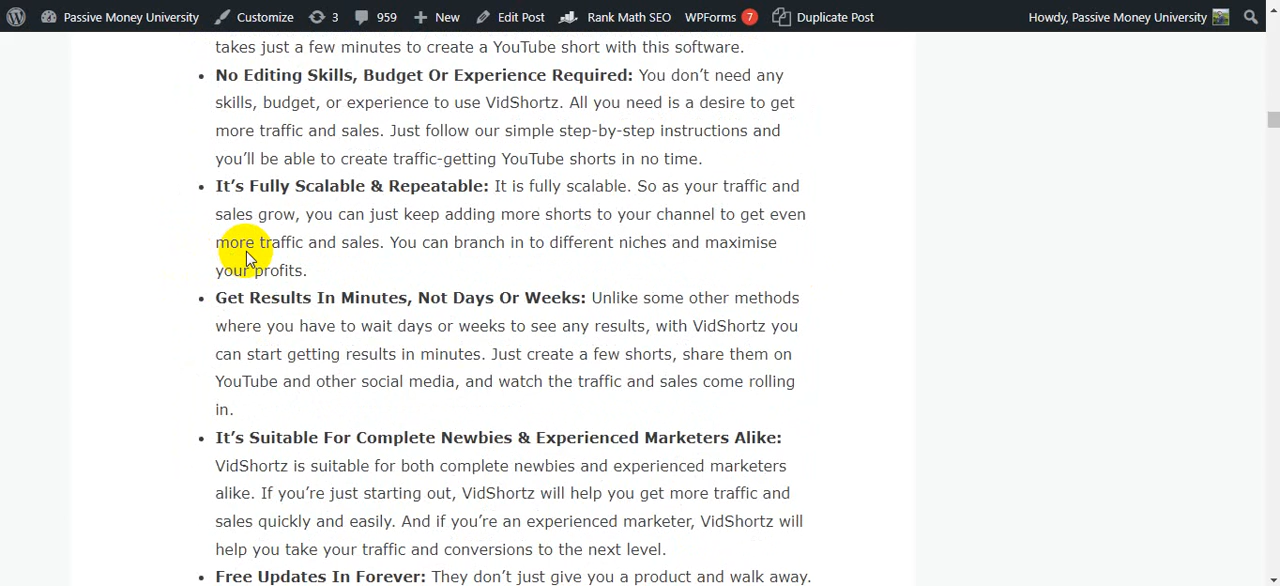 Passive Money University Customize 3 959 New Edit Post Rank Math SEO WPForms 7 Duplicate Post Howdy, Passive Money University
takes just a few minutes to create a YouTube short with this software.
• No Editing Skills, Budget Or Experience Required: You don’t need any
skills, budget, or experience to use VidShortz. All you need is a desire to get
more traffic and sales. Just follow our simple step-by-step instructions and
you’ll be able to create traffic-getting YouTube shorts in no time.
• It’s Fully Scalable & Repeatable: It is fully scalable. So as your traffic and
sales grow, you can just keep adding more shorts to your channel to get even
more traffic and sales. You can branch in to different niches and maximise
your profits.
• Get Results In Minutes, Not Days Or Weeks: Unlike some other methods
where you have to wait days or weeks to see any results, with VidShortz you
can start getting results in minutes. Just create a few shorts, share them on
YouTube and other social media, and watch the traffic and sales come rolling
in.
• It’s Suitable For Complete Newbies & Experienced Marketers Alike:
VidShortz is suitable for both complete newbies and experienced marketers
alike. If you’re just starting out, VidShortz will help you get more traffic and
sales quickly and easily. And if you’re an experienced marketer, VidShortz will
help you take your traffic and conversions to the next level.
• Free Updates In Forever: They don’t just give you a product and walk away.